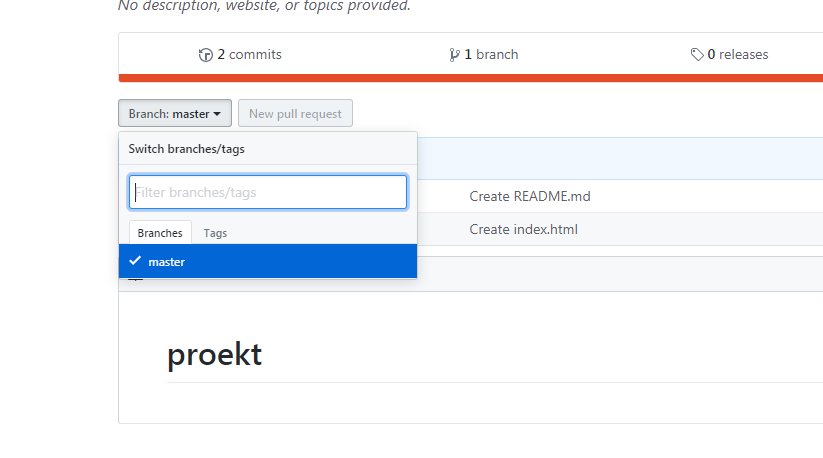 No description, website, or topics provided.
2 commits
1 branch
0 releases
Branch: master
New pull request
Switch branches/tags
Filter branches/tags
Create README.md
Create index.html
Branches
Tags
master
proekt